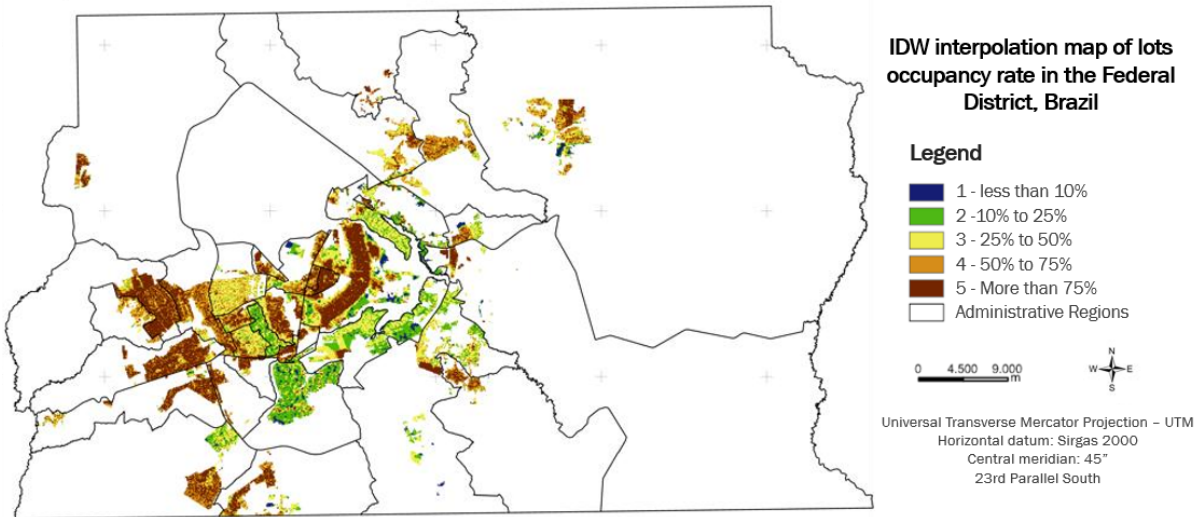 IDW interpolation map of lots
occupancy rate in the Federal
District, Brazil
Legend
1 - less than 10%
2 -10% to 25%
3 - 25% to 50%
4 - 50% to 75%
5 - More than 75%
Administrative Regions
0 4.500 9.000
m
N
W E
S
Universal Transverse Mercator Projection – UTM
Horizontal datum: Sirgas 2000
Central meridian: 45”
23rd Parallel South